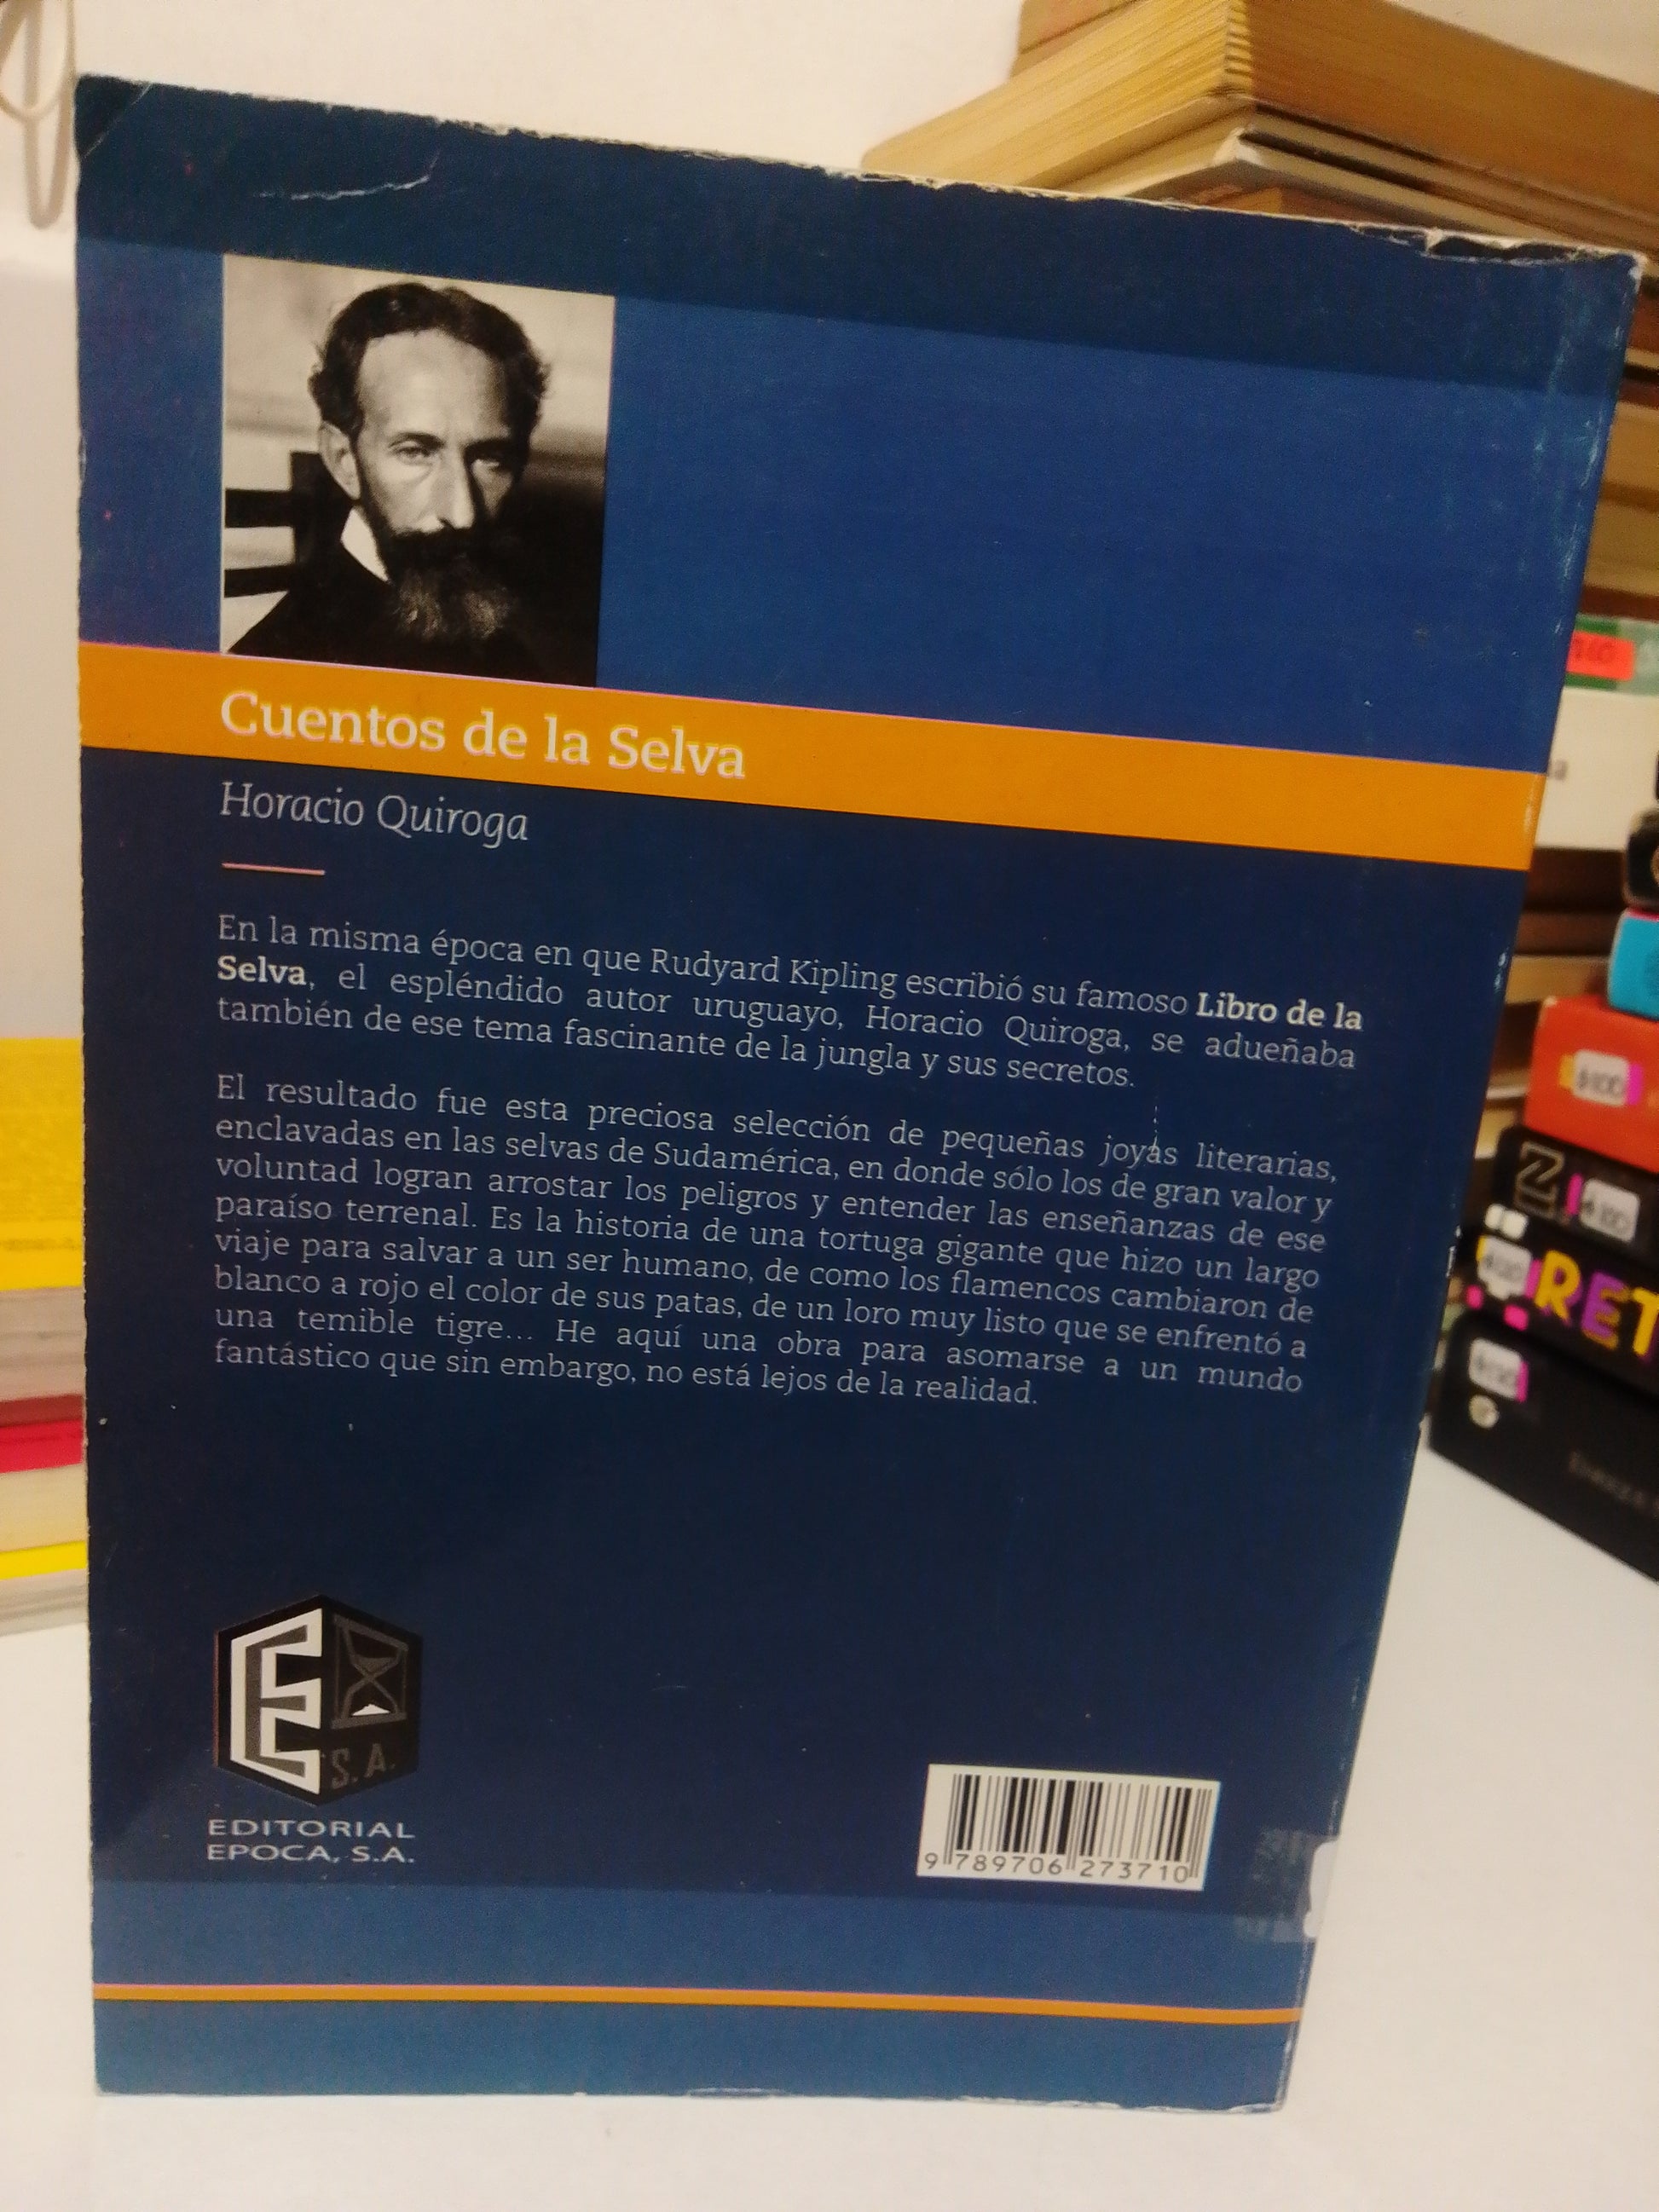 Cuentos de la Selva
Horacio Quiroga
En la misma época en que Rudyard Kipling escribió su famoso Libro de la
Selva, el espléndido autor uruguayo, Horacio Quiroga, se adueñaba
también de ese tema fascinante de la jungla y sus secretos.
El resultado fue esta preciosa selección de pequeñas joyas literarias,
enclavadas en las selvas de Sudamérica, en donde sólo los de gran valor y
voluntad logran arrostrar los peligros y entender las enseñanzas de ese
paraíso terrenal. Es la historia de una tortuga gigante que hizo un largo
viaje para salvar a un ser humano, de como los flamencos cambiaron de
blanco a rojo el color de sus patas, de un loro muy listo que se enfrentó a
una temible tigre... He aquí una obra para asomarse a un mundo
fantástico que sin embargo, no está lejos de la realidad.
E
S.A.
EDITORIAL
EPOCA, S.A.
9 789706 273710
$100
Z
RET